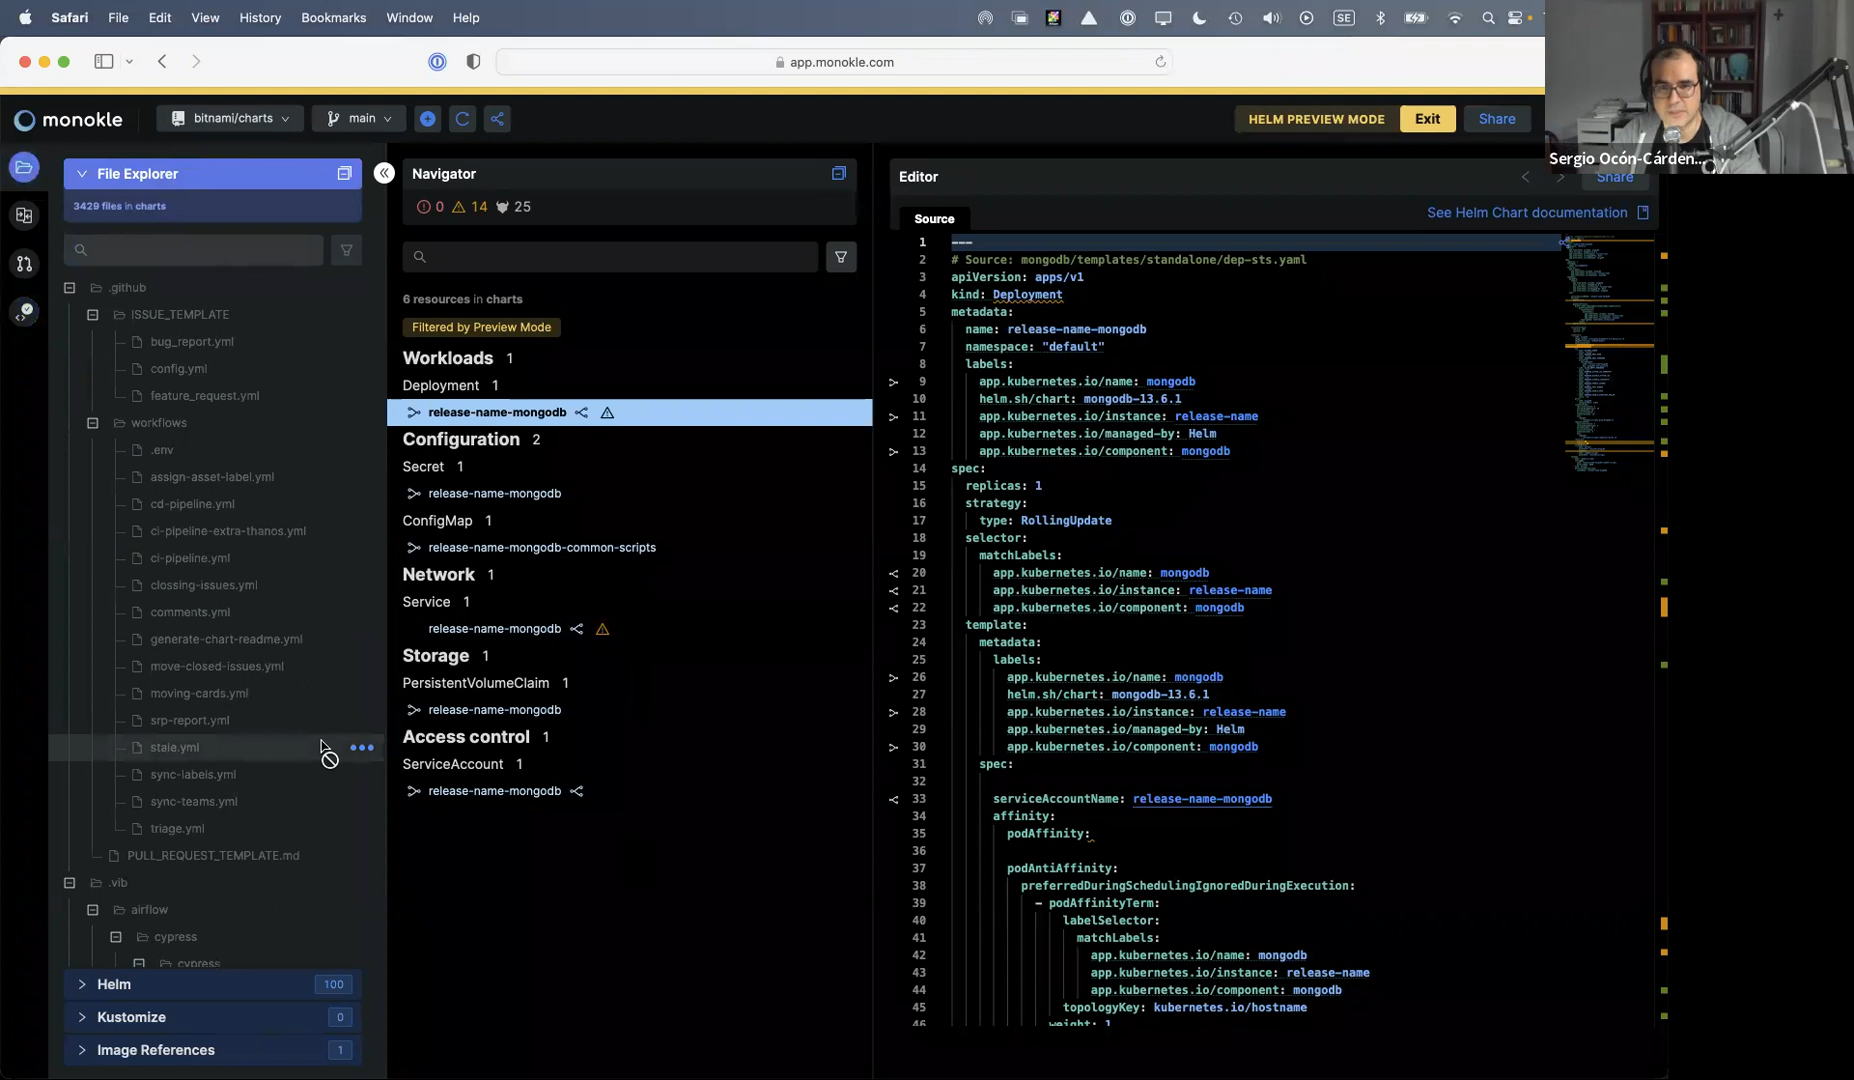 Safari File Edit View History Bookmarks Window Help SE
app.monokle.com
monokle bitnami/charts main HELM PREVIEW MODE Exit Share
Sergio Ocón-Cárden...
File Explorer
3429 files in charts
.github
ISSUE_TEMPLATE
bug_report.yml
config.yml
feature_request.yml
workflows
.env
assign-asset-label.yml
cd-pipeline.yml
ci-pipeline-extra-thanos.yml
ci-pipeline.yml
clossing-issues.yml
comments.yml
generate-chart-readme.yml
move-closed-issues.yml
moving-cards.yml
srp-report.yml
stale.yml
sync-labels.yml
sync-teams.yml
triage.yml
PULL_REQUEST_TEMPLATE.md
.vib
airflow
cypress
cypress
Helm 100
Kustomize 0
Image References 1
Navigator
0 14 25
6 resources in charts
Filtered by Preview Mode
Workloads 1
Deployment 1
release-name-mongodb
Configuration 2
Secret 1
release-name-mongodb
ConfigMap 1
release-name-mongodb-common-scripts
Network 1
Service 1
release-name-mongodb
Storage 1
PersistentVolumeClaim 1
release-name-mongodb
Access control 1
ServiceAccount 1
release-name-mongodb
Editor Share
Source See Helm Chart documentation
1 ---
2 # Source: mongodb/templates/standalone/dep-sts.yaml
3 apiVersion: apps/v1
4 kind: Deployment
5 metadata:
6 name: release-name-mongodb
7 namespace: "default"
8 labels:
9 app.kubernetes.io/name: mongodb
10 helm.sh/chart: mongodb-13.6.1
11 app.kubernetes.io/instance: release-name
12 app.kubernetes.io/managed-by: Helm
13 app.kubernetes.io/component: mongodb
14 spec:
15 replicas: 1
16 strategy:
17 type: RollingUpdate
18 selector:
19 matchLabels:
20 app.kubernetes.io/name: mongodb
21 app.kubernetes.io/instance: release-name
22 app.kubernetes.io/component: mongodb
23 template:
24 metadata:
25 labels:
26 app.kubernetes.io/name: mongodb
27 helm.sh/chart: mongodb-13.6.1
28 app.kubernetes.io/instance: release-name
29 app.kubernetes.io/managed-by: Helm
30 app.kubernetes.io/component: mongodb
31 spec:
32
33 serviceAccountName: release-name-mongodb
34 affinity:
35 podAffinity:
36
37 podAntiAffinity:
38 preferredDuringSchedulingIgnoredDuringExecution:
39 - podAffinityTerm:
40 labelSelector:
41 matchLabels:
42 app.kubernetes.io/name: mongodb
43 app.kubernetes.io/instance: release-name
44 app.kubernetes.io/component: mongodb
45 topologyKey: kubernetes.io/hostname
46 weight: 1